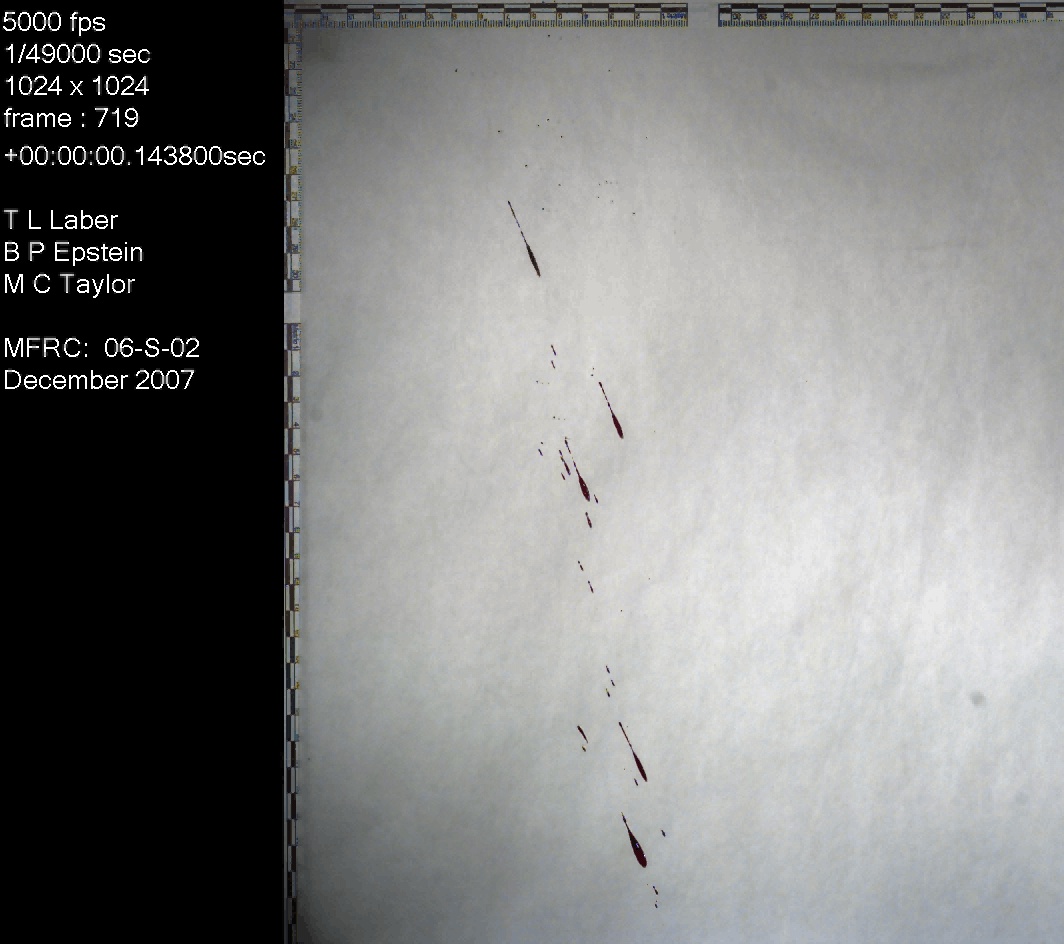 5000 fps
1/49000 sec
1024 x 1024
frame : 719
+00:00:00.143800sec
T L Laber
B P Epstein
M C Taylor
MFRC: 06-S-02
December 2007